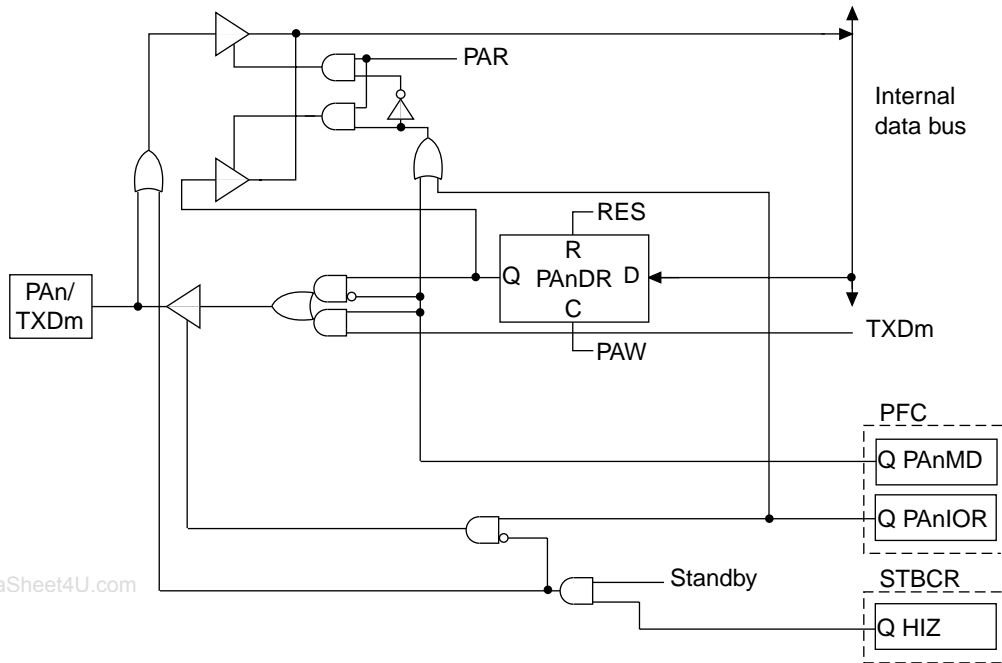 PAR
Internal
data bus
RES
R
Q PAnDR D
C
PAW
PAn/
TXDm
TXDm
PFC
Q PAnMD
Q PAnIOR
Standby
STBCR
Q HIZ
aSheet4U.com